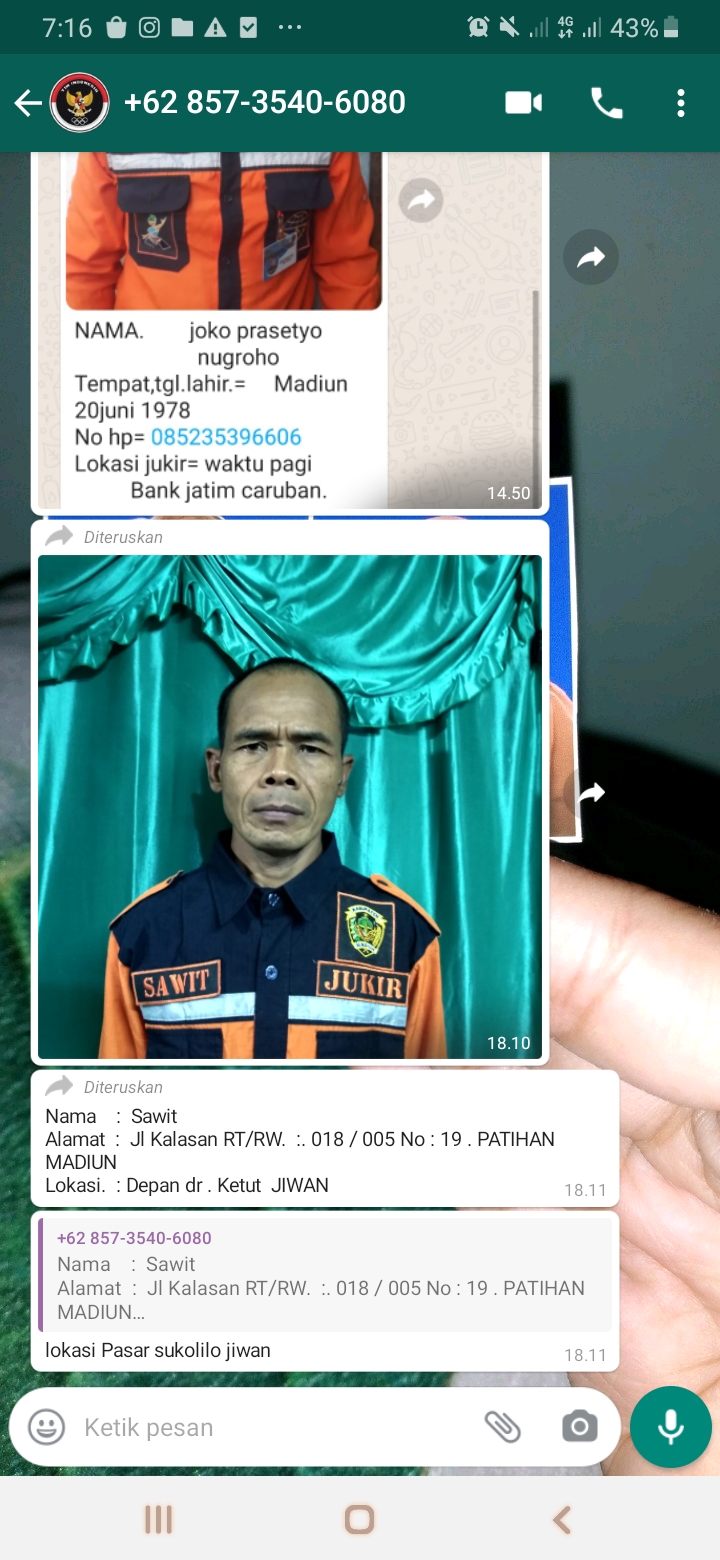 7:16
4G
43%
+62 857-3540-6080
NAMA. joko prasetyo
nugroho
Tempat,tgl.lahir.= Madiun
20juni 1978
No hp= 085235396606
Lokasi jukir= waktu pagi
Bank jatim caruban.
14.50
Diteruskan
SAWIT
JUKIR
18.10
Diteruskan
Nama : Sawit
Alamat : Jl Kalasan RT/RW. :. 018 / 005 No : 19 . PATIHAN
MADIUN
Lokasi. : Depan dr . Ketut JIWAN
18.11
+62 857-3540-6080
Nama : Sawit
Alamat : Jl Kalasan RT/RW. :. 018 / 005 No : 19 . PATIHAN
MADIUN...
lokasi Pasar sukolilo jiwan
18.11
Ketik pesan